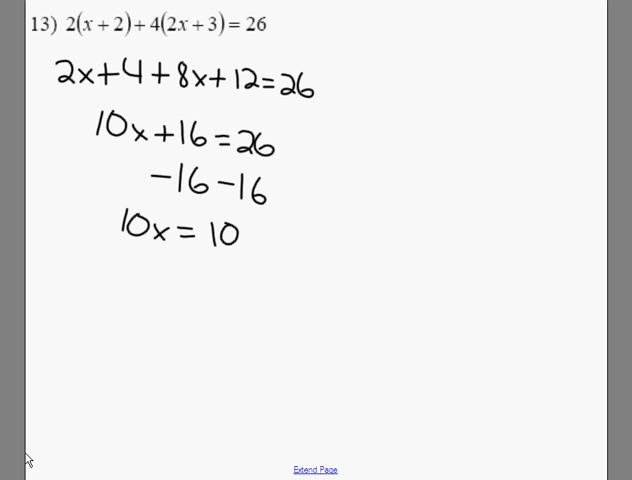 13) 2(x + 2) + 4(2x + 3) = 26
2x+4+8x+12=26
10x+16=26
-16 -16
10x = 10
Extend Page